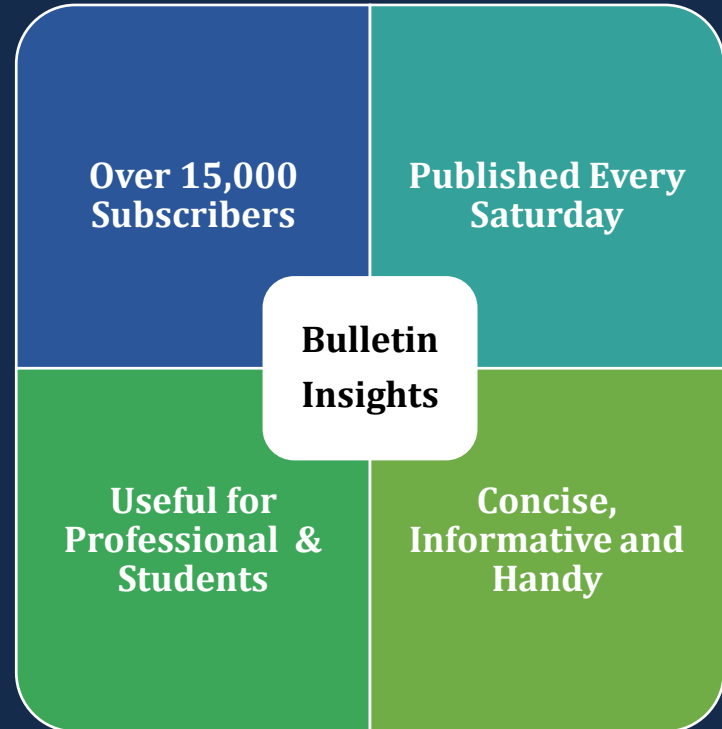 Over 15,000
Subscribers
Published Every
Saturday
Bulletin
Insights
Useful for
Professional  &
Students
Concise,
Informative and
Handy